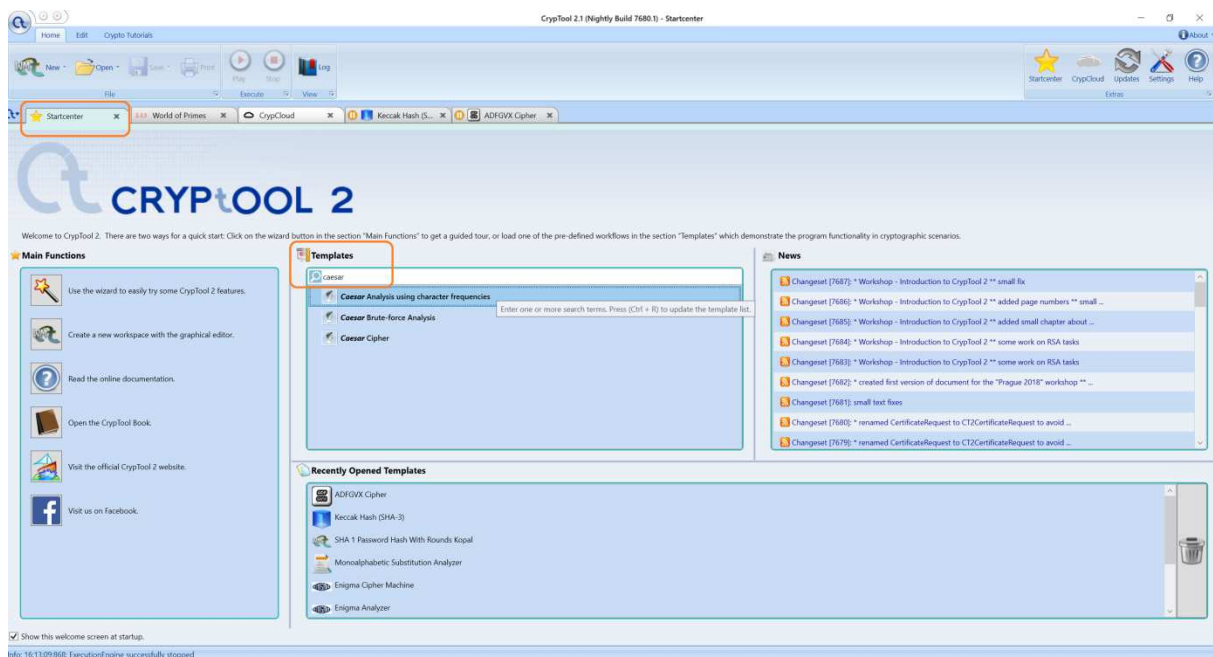 CrypTool 2.1 (Nightly Build 7680.1) - Startcenter
Home Edit Crypto Tutorials
About
New Open Save Print
Play Stop
Log
Startcenter CrypCloud Updates Settings Help
File Execute View Extras
Startcenter World of Primes CrypCloud Keccak Hash (S... ADFGVX Cipher
CRYPtOOL 2
Welcome to CrypTool 2. There are two ways for a quick start: Click on the wizard button in the section "Main Functions" to get a guided tour, or load one of the pre-defined workflows in the section "Templates" which demonstrate the program functionality in cryptographic scenarios.
Main Functions
Use the wizard to easily try some CrypTool 2 features.
Create a new workspace with the graphical editor.
Read the online documentation.
Open the CrypTool Book.
Visit the official CrypTool 2 website.
Visit us on Facebook.
Templates
caesar
Caesar Analysis using character frequencies
Enter one or more search terms. Press (Ctrl + R) to update the template list.
Caesar Brute-force Analysis
Caesar Cipher
News
Changeset [7687]: * Workshop - Introduction to CrypTool 2 ** small fix
Changeset [7686]: * Workshop - Introduction to CrypTool 2 ** added page numbers ** small ...
Changeset [7685]: * Workshop - Introduction to CrypTool 2 ** added small chapter about ...
Changeset [7684]: * Workshop - Introduction to CrypTool 2 ** some work on RSA tasks
Changeset [7683]: * Workshop - Introduction to CrypTool 2 ** some work on RSA tasks
Changeset [7682]: * created first version of document for the "Prague 2018" workshop ** ...
Changeset [7681]: small text fixes
Changeset [7680]: * renamed CertificateRequest to CT2CertificateRequest to avoid ...
Changeset [7679]: * renamed CertificateRequest to CT2CertificateRequest to avoid ...
Recently Opened Templates
ADFGVX Cipher
Keccak Hash (SHA-3)
SHA 1 Password Hash With Rounds Kopal
Monoalphabetic Substitution Analyzer
Enigma Cipher Machine
Enigma Analyzer
Show this welcome screen at startup.
Info: 16:13:09:868: ExecutionEngine successfully stopped